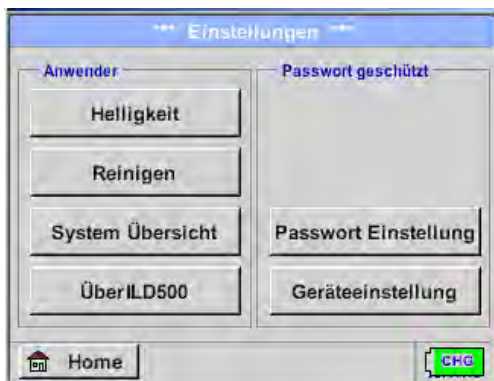 *** Einstellungen ***
Anwender
Helligkeit
Reinigen
System Übersicht
Über ILD500
Passwort geschützt
Passwort Einstellung
Geräteeinstellung
Home
CHG